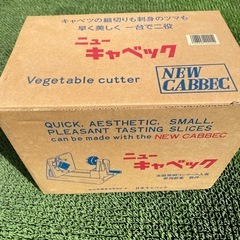 キャベツの細切りも刺身のツマも
早く美しく一台で二役
ニュー
キャベック
Vegetable cutter
NEW
CABBEC
QUICK, AESTHETIC, SMALL,
PLEASANT TASTING SLICES
can be made with the NEW CABBEC
ニュー
キャベック